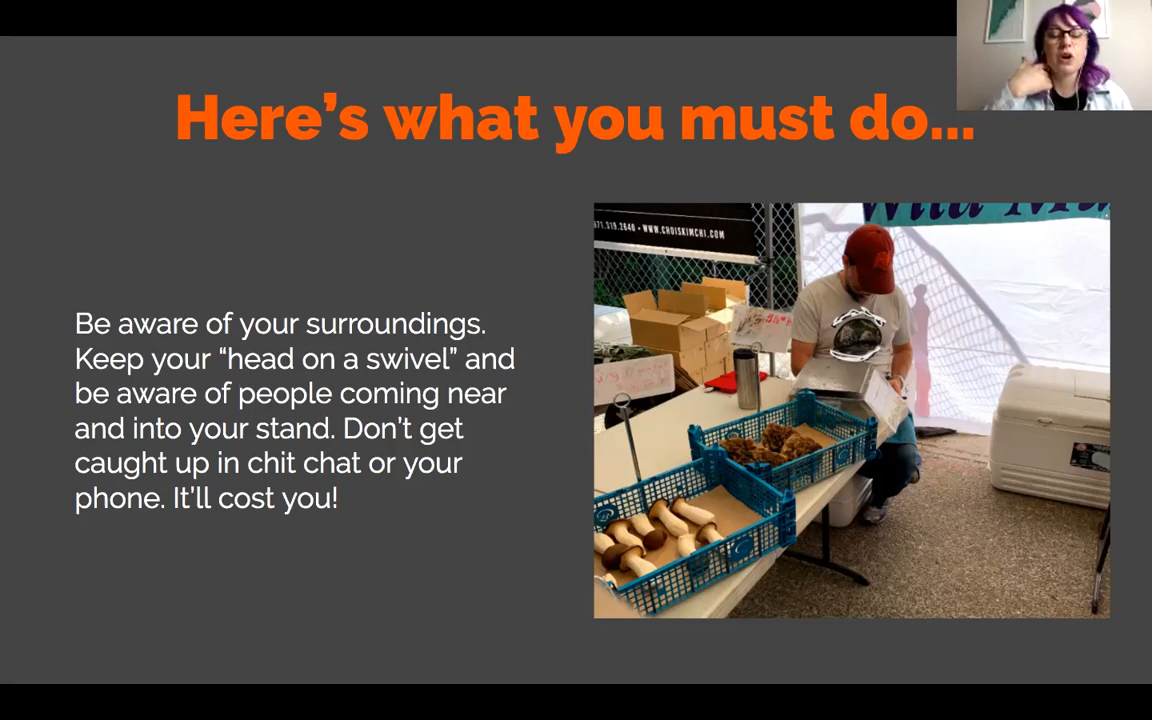 Here’s what you must do...
Be aware of your surroundings.
Keep your “head on a swivel” and
be aware of people coming near
and into your stand. Don’t get
caught up in chit chat or your
phone. It’ll cost you!
WWW.CHOISKIMCHI.COM
Wild